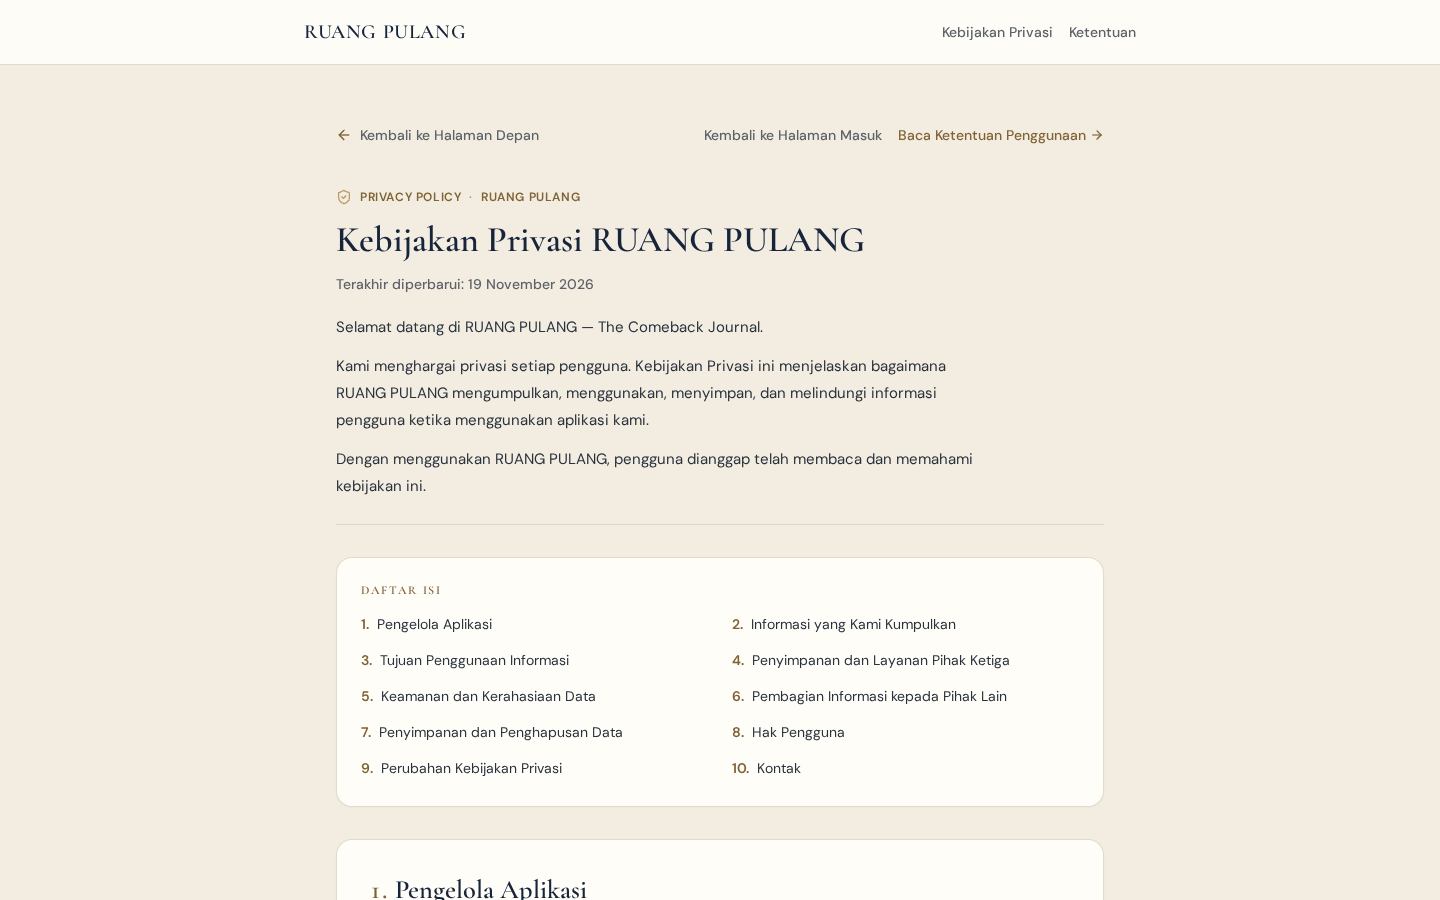 RUANG PULANG
Kebijakan Privasi Ketentuan
Kembali ke Halaman Depan
Kembali ke Halaman Masuk Baca Ketentuan Penggunaan →
PRIVACY POLICY · RUANG PULANG
Kebijakan Privasi RUANG PULANG
Terakhir diperbarui: 19 November 2026
Selamat datang di RUANG PULANG — The Comeback Journal.
Kami menghargai privasi setiap pengguna. Kebijakan Privasi ini menjelaskan bagaimana
RUANG PULANG mengumpulkan, menggunakan, menyimpan, dan melindungi informasi
pengguna ketika menggunakan aplikasi kami.
Dengan menggunakan RUANG PULANG, pengguna dianggap telah membaca dan memahami
kebijakan ini.
DAFTAR ISI
1. Pengelola Aplikasi
2. Informasi yang Kami Kumpulkan
3. Tujuan Penggunaan Informasi
4. Penyimpanan dan Layanan Pihak Ketiga
5. Keamanan dan Kerahasiaan Data
6. Pembagian Informasi kepada Pihak Lain
7. Penyimpanan dan Penghapusan Data
8. Hak Pengguna
9. Perubahan Kebijakan Privasi
10. Kontak
1. Pengelola Aplikasi